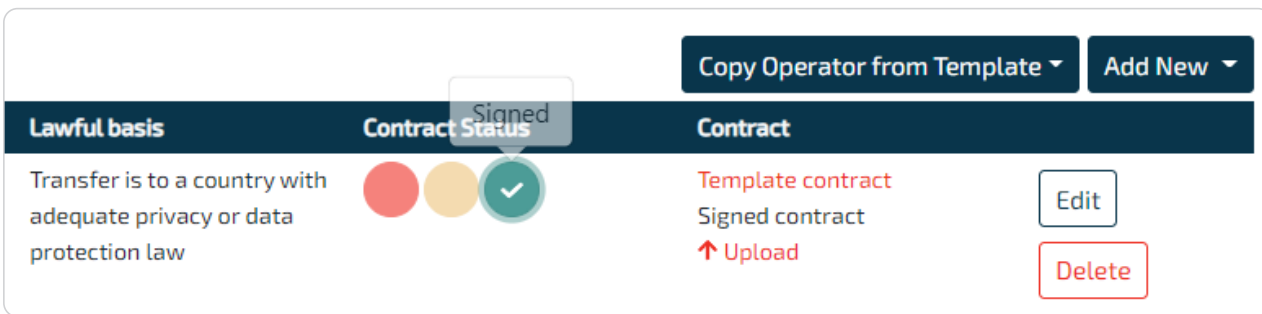 Copy Operator from Template
Add New
Signed
Lawful basis
Contract Status
Contract
Transfer is to a country with
adequate privacy or data
protection law
Template contract
Signed contract
Upload
Edit
Delete